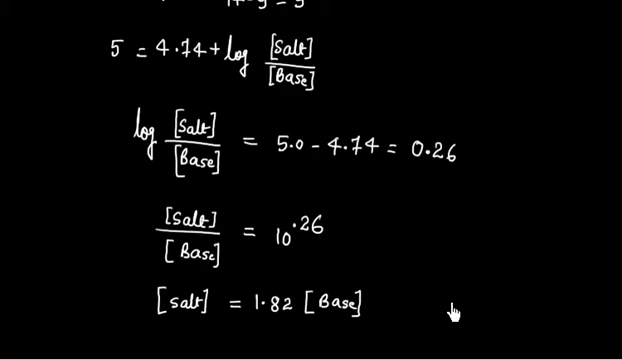 5 = 4.74 + log [Salt]/[Base]
log [Salt]/[Base] = 5.0 - 4.74 = 0.26
[Salt]/[Base] = 10^.26
[Salt] = 1.82 [Base]